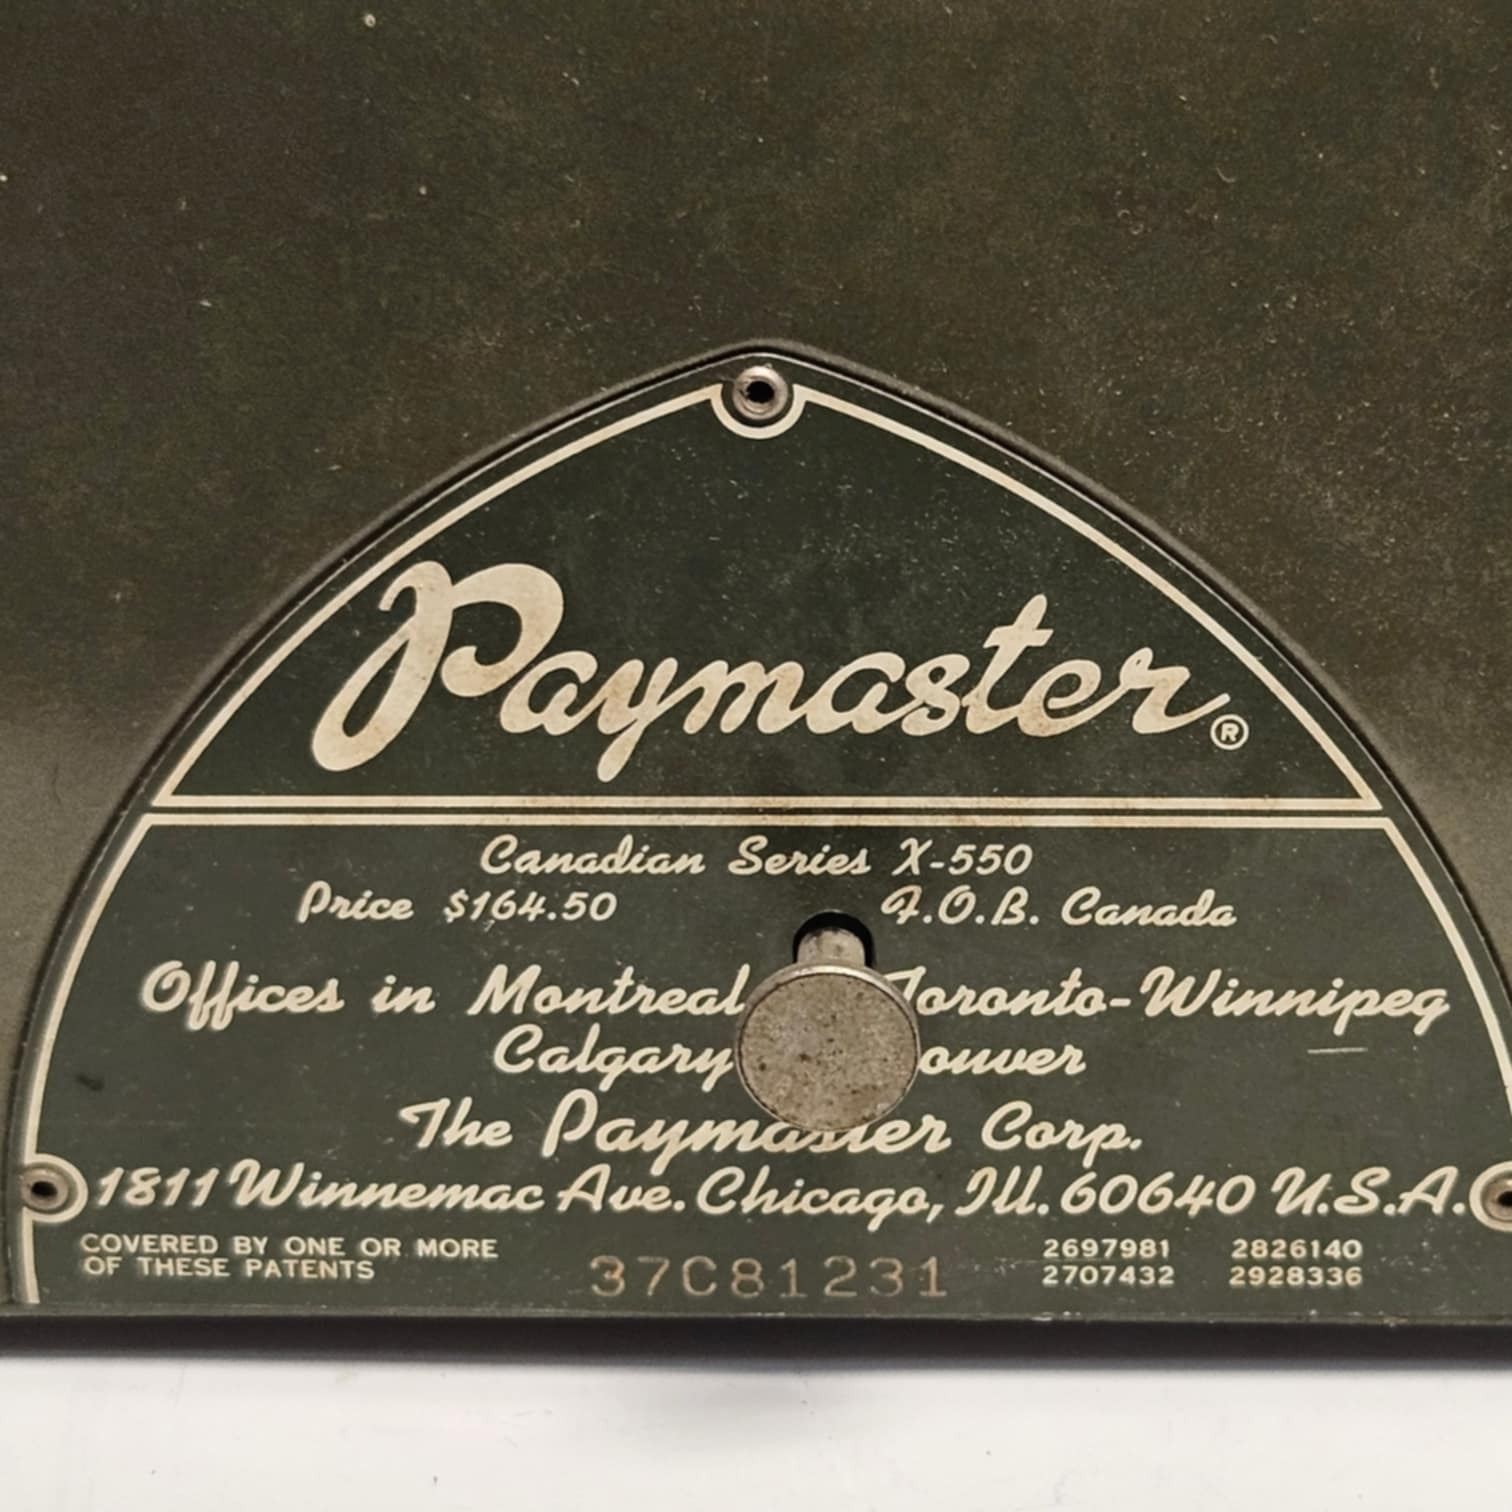 Paymaster®
Canadian Series X-550
Price $164.50 F.O.B. Canada
Offices in Montreal Toronto-Winnipeg
Calgary
The Paymaster Corp.
1811 Winnemac Ave. Chicago, Ill. 60640 U.S.A.
COVERED BY ONE OR MORE
OF THESE PATENTS
37C81231
2697981 2826140
2707432 2928336